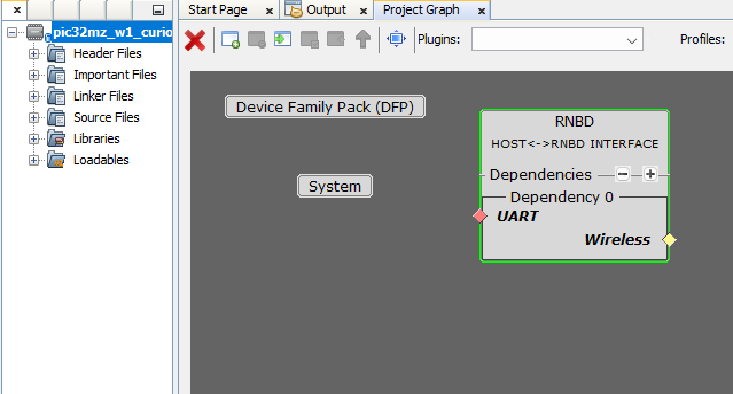 Start Page
Output
Project Graph
pic32mz_w1_curio
Header Files
Important Files
Linker Files
Source Files
Libraries
Loadables
Plugins:
Profiles:
Device Family Pack (DFP)
System
RNBD
HOST<->RNBD INTERFACE
Dependencies
Dependency 0
UART
Wireless